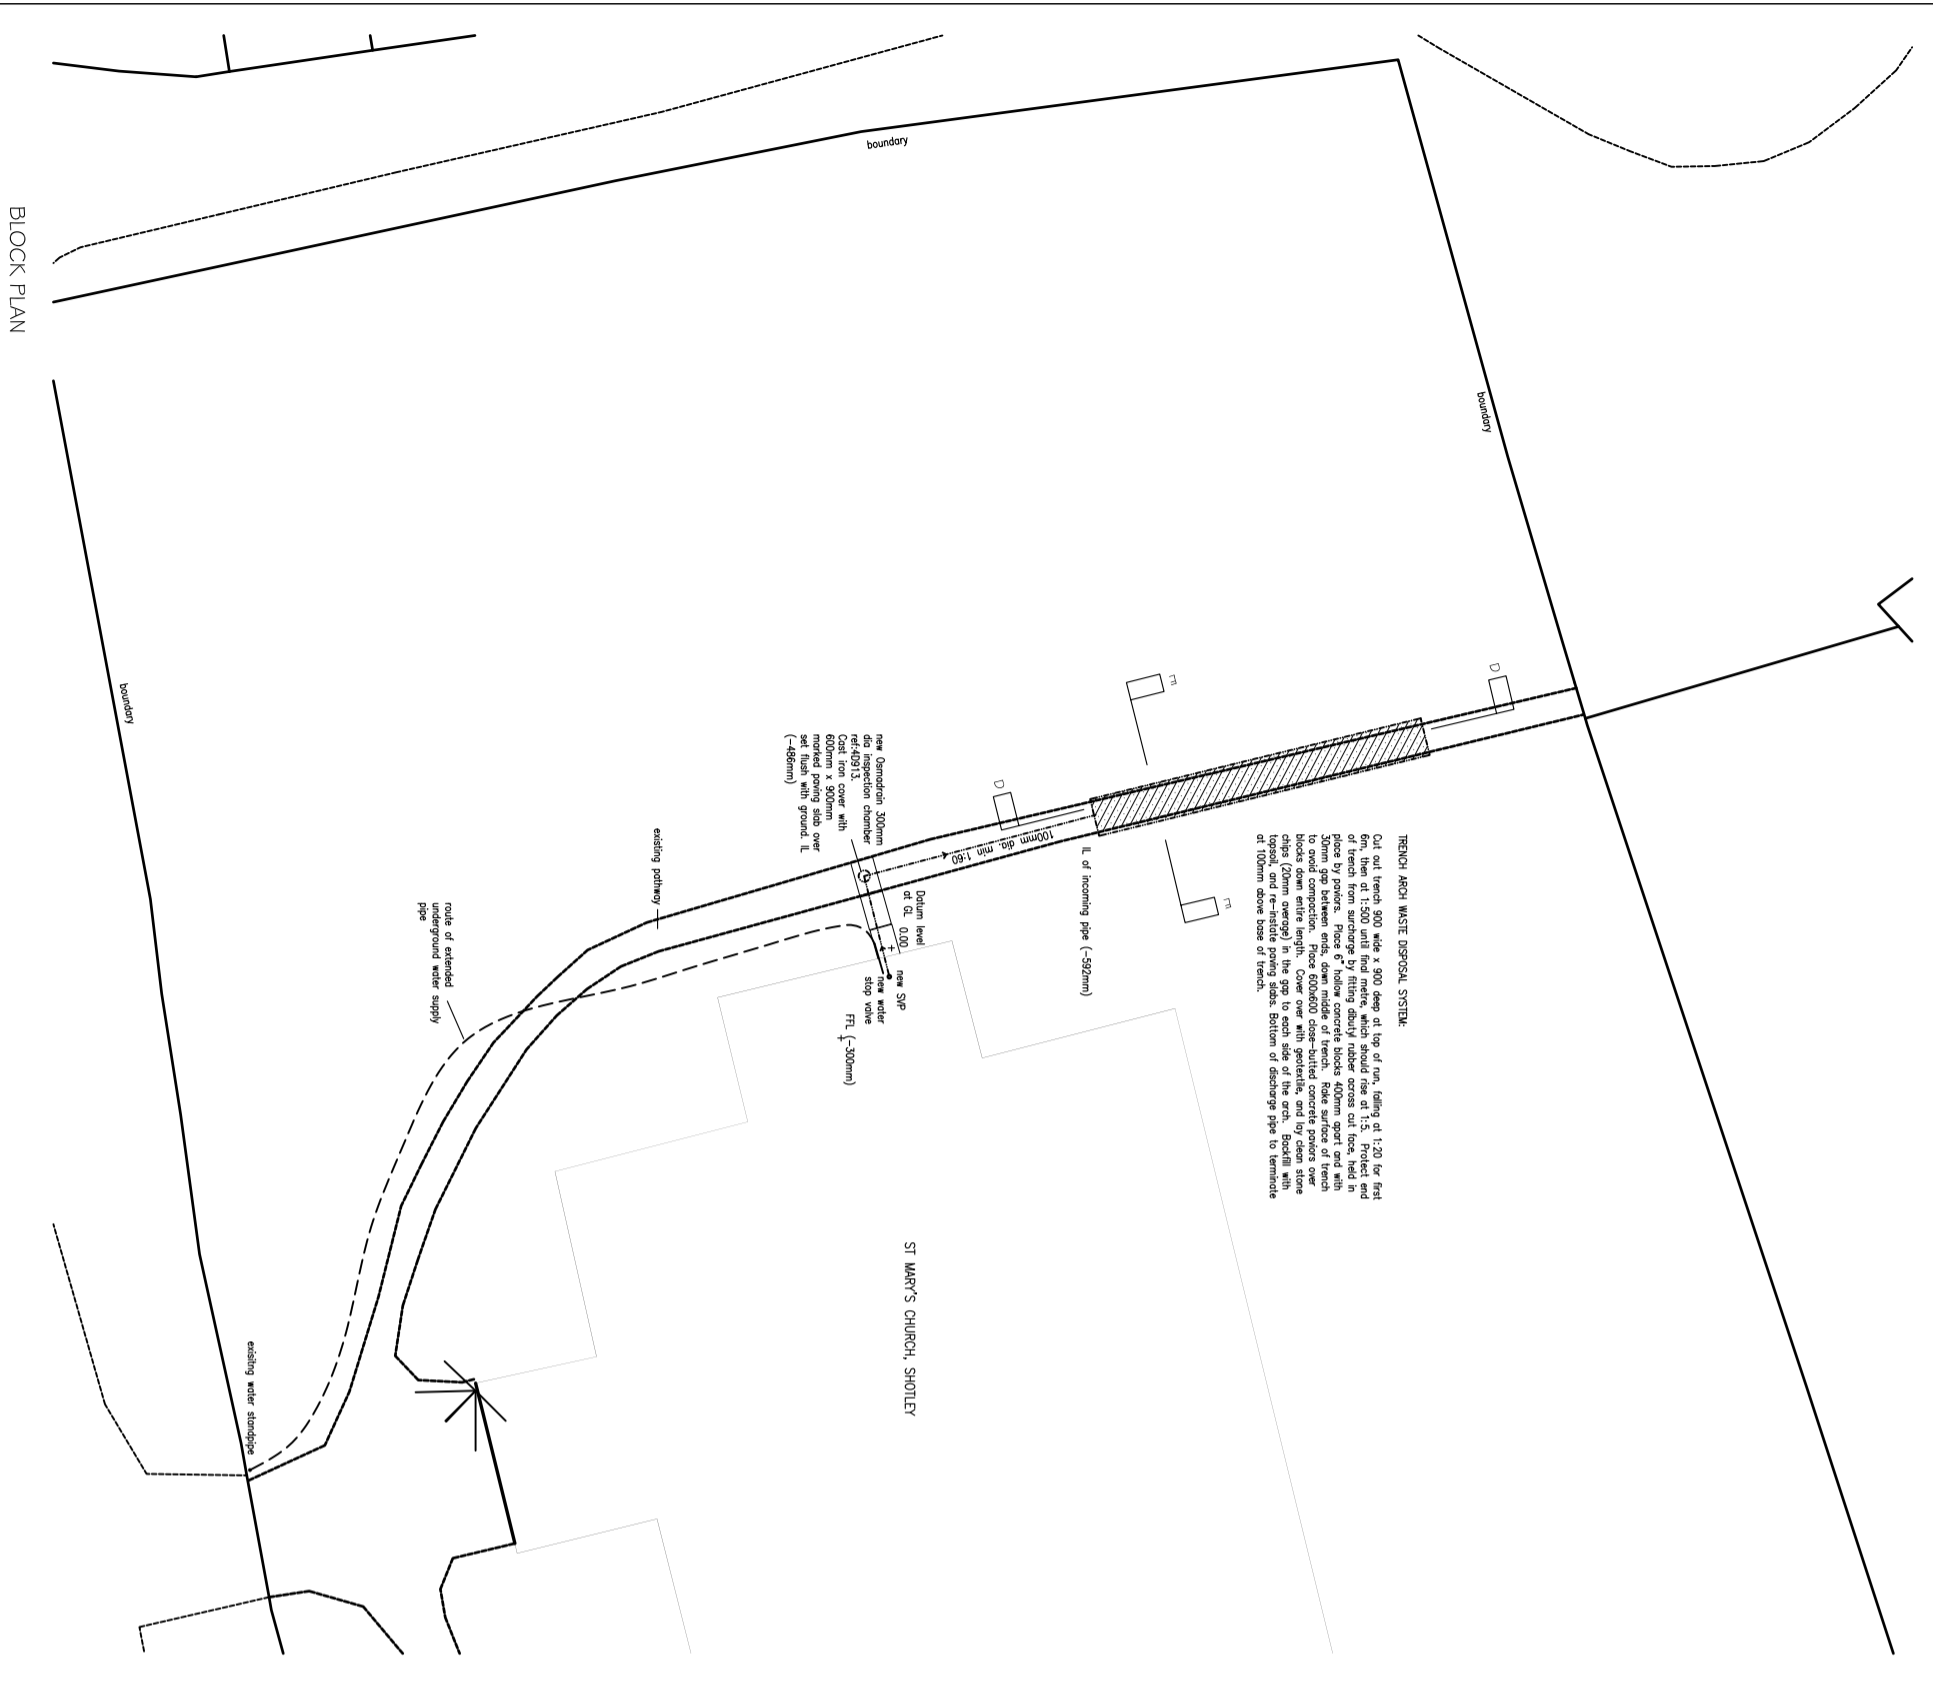 BLOCK PLAN
boundary
boundary
boundary
TRENCH ARCH WASTE DISPOSAL SYSTEM:
Cut out trench 900 wide x 900 deep at top of run, falling at 1:20 for first
6m, then at 1:500 until final metre, which should rise at 1:5. Protect end
of trench from surcharge by fitting dibutyl rubber across cut face, held in
place by paviors. Place 6" hollow concrete blocks 400mm apart and with
30mm gap between ends, down middle of trench. Rake surface of trench
to avoid compaction. Place 600x600 close-butted concrete paviors over
blocks down entire length. Cover over with geotextile, and lay clean stone
chips (20mm average) in the gap to each side of the arch. Backfill with
topsoil, and re-instate paving slabs. Bottom of discharge pipe to terminate
at 100mm above base of trench.
D
D
E
E
IL of incoming pipe (-592mm)
100mm dia. min 1:60
new Osmadrain 300mm
dia inspection chamber
ref:4D913.
Cast iron cover with
600mm x 900mm
marked paving slab over
set flush with ground. IL
(-486mm)
Datum level
at GL 0.00
+
new SVP
new water
stop valve
FFL (-300mm)
+
existing pathway
route of extended
underground water supply
pipe
ST MARY'S CHURCH, SHOTLEY
exisitng water standpipe